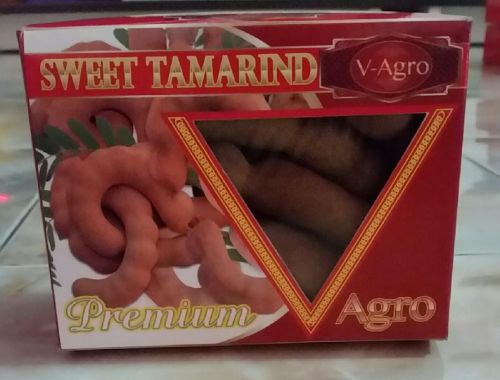 SWEET TAMARIND
V-Agro
Premium
Agro